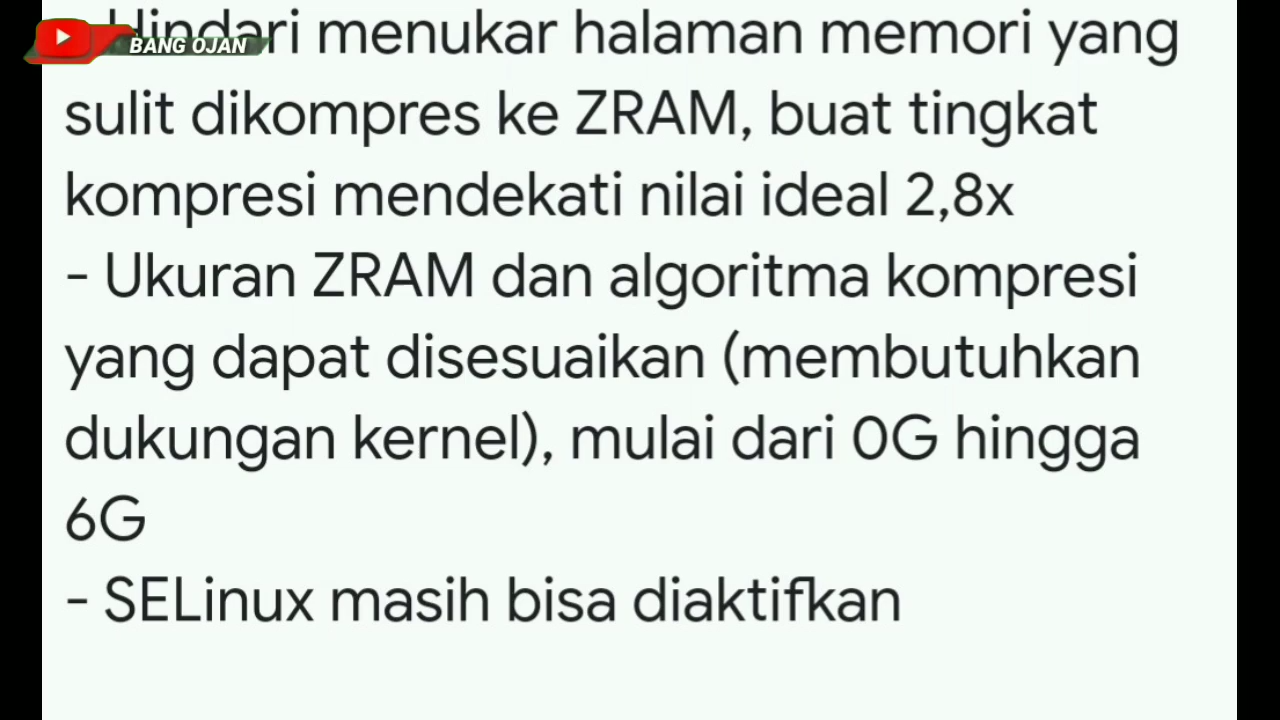 BANG OJAN
- Hindari menukar halaman memori yang
sulit dikompres ke ZRAM, buat tingkat
kompresi mendekati nilai ideal 2,8x
- Ukuran ZRAM dan algoritma kompresi
yang dapat disesuaikan (membutuhkan
dukungan kernel), mulai dari 0G hingga
6G
- SELinux masih bisa diaktifkan